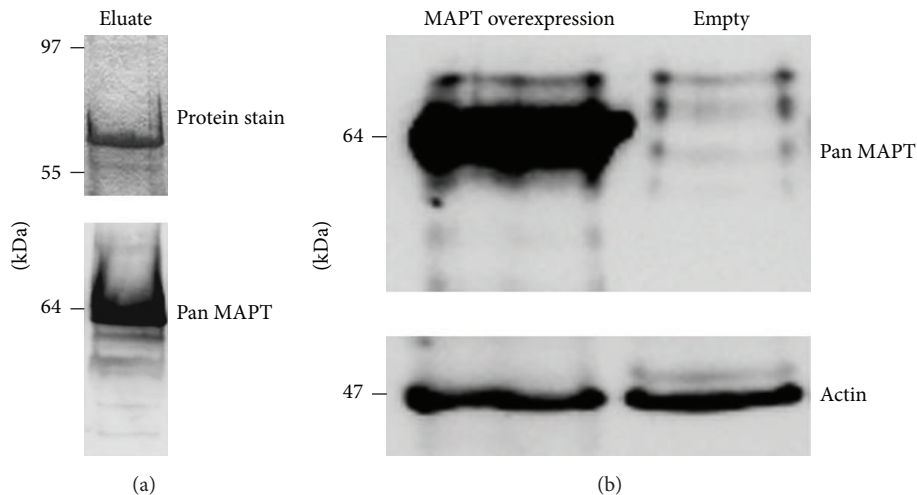 Eluate
97
Protein stain
55
(kDa)
64
Pan MAPT
(a)
MAPT overexpression
Empty
64
Pan MAPT
(kDa)
47
Actin
(b)